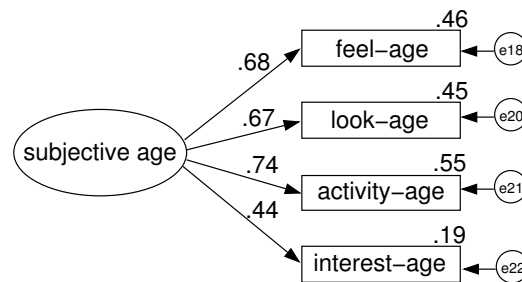 .46
feel−age
e18
.68
.45
look−age
e20
.67
subjective age
.74
.55
activity−age
e21
.44
.19
interest−age
e22